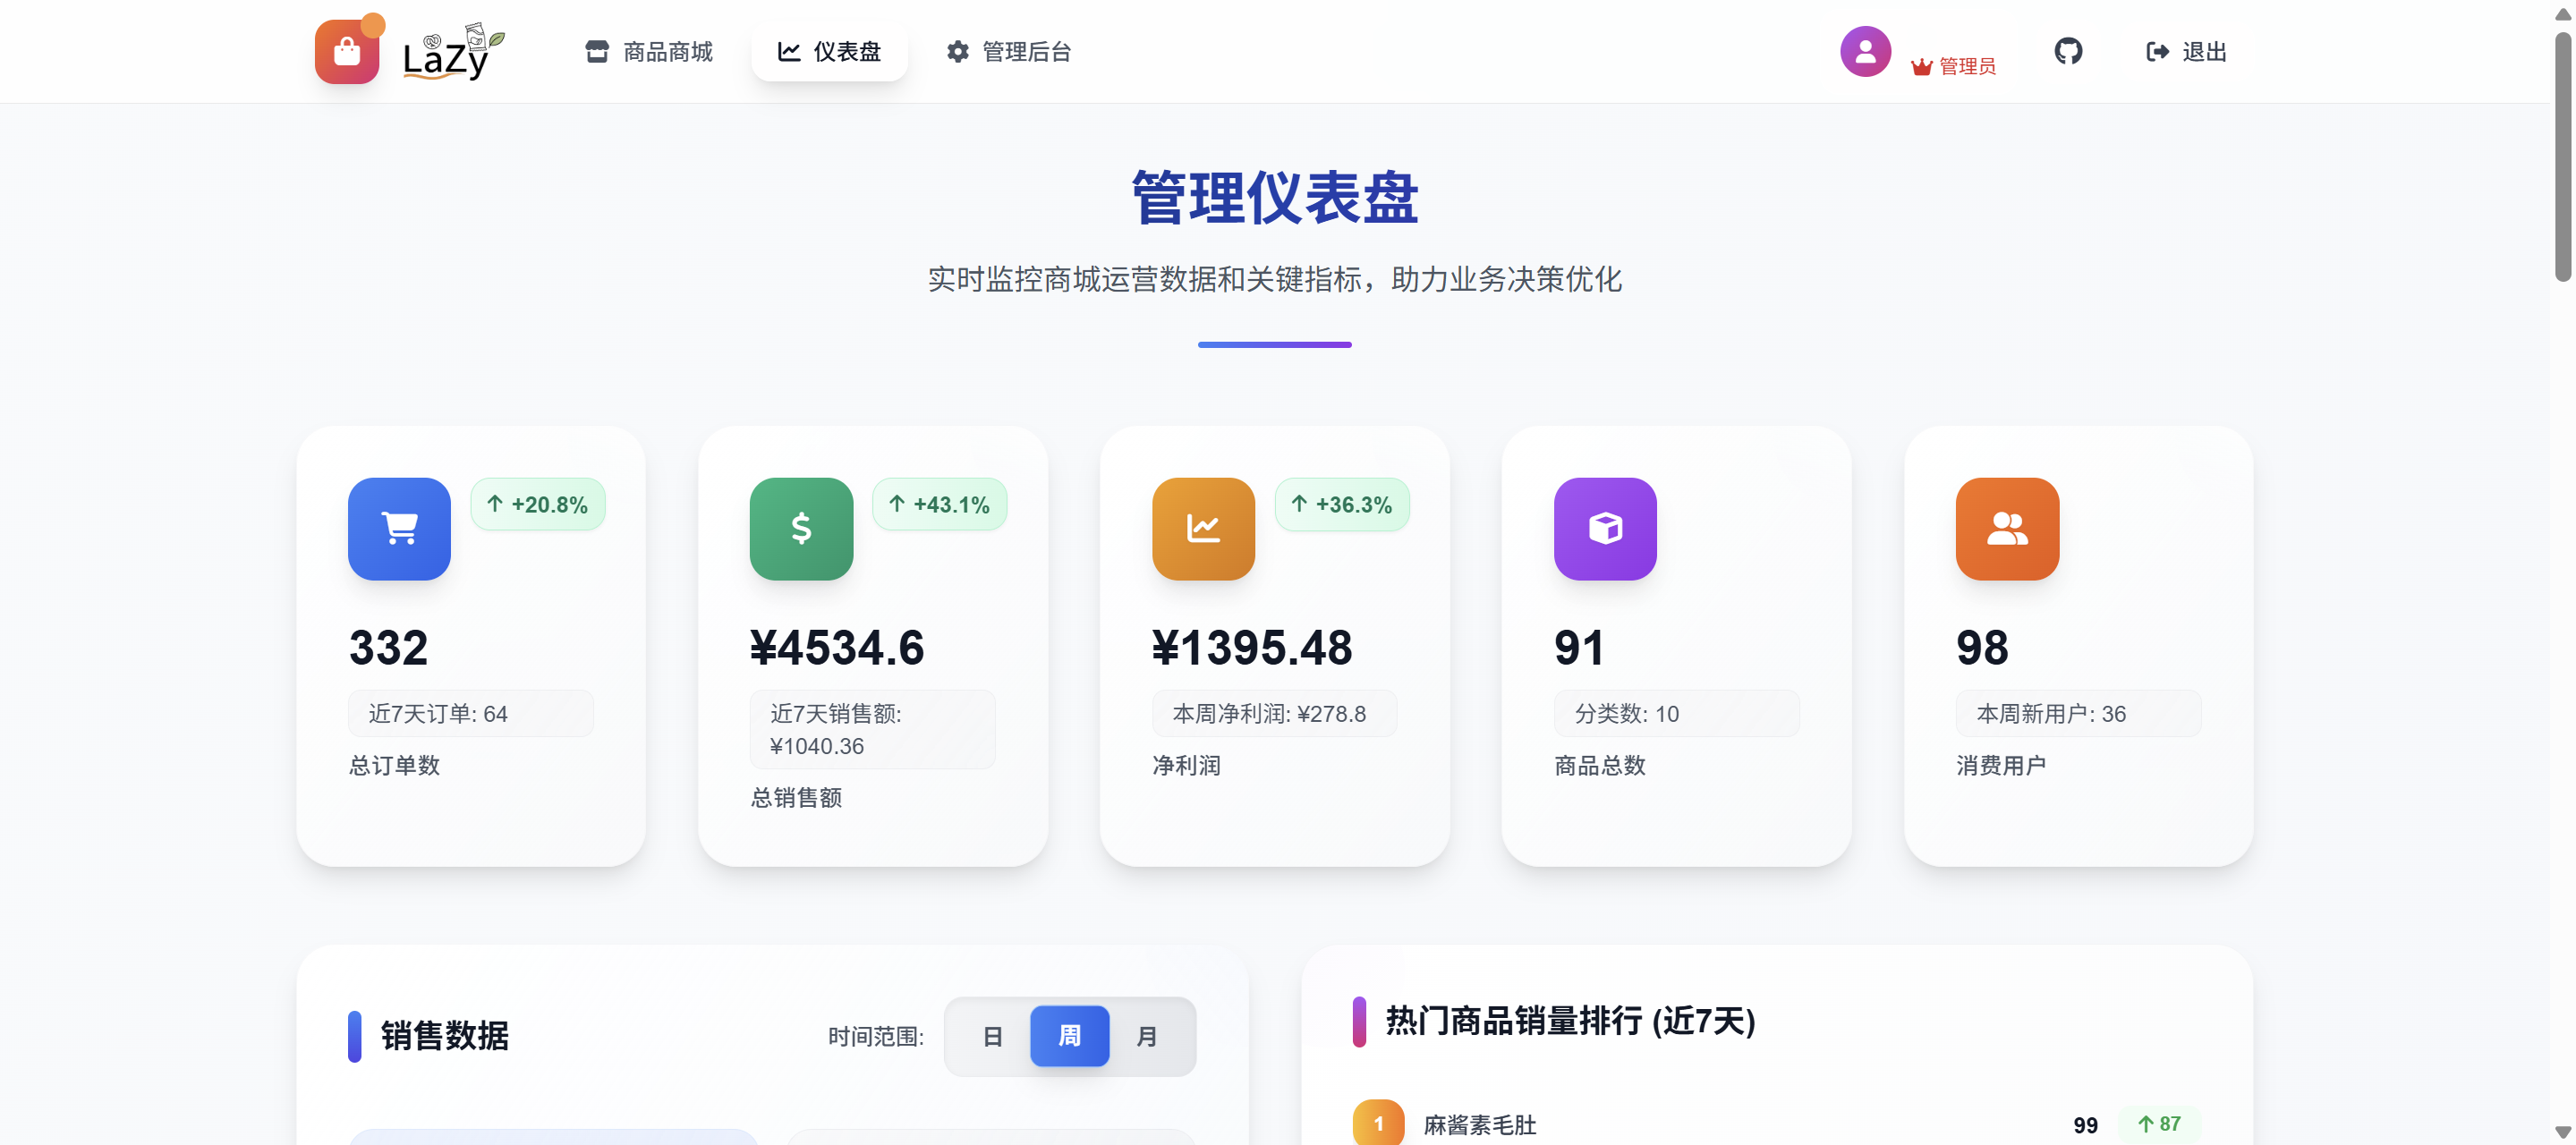 LaZy
商品商城
仪表盘
管理后台
管理员
退出
管理仪表盘
实时监控商城运营数据和关键指标，助力业务决策优化
+20.8%
332
近7天订单: 64
总订单数
$
+43.1%
¥4534.6
近7天销售额:
¥1040.36
总销售额
+36.3%
¥1395.48
本周净利润: ¥278.8
净利润
91
分类数: 10
商品总数
98
本周新用户: 36
消费用户
销售数据
时间范围:
日
周
月
热门商品销量排行 (近7天)
1 麻酱素毛肚 99 ↑ 87